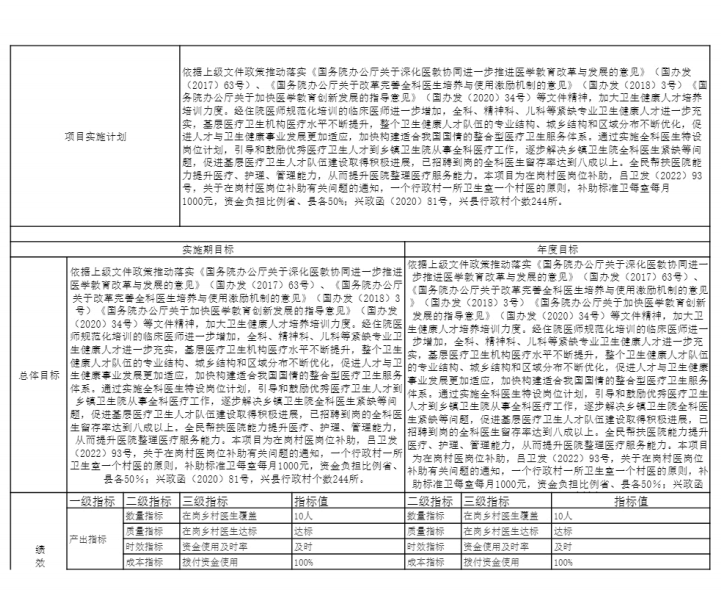 项目实施计划
依据上级文件政策推动落实《国务院办公厅关于深化医教协同进一步推进医学教育改革与发展的意见》（国办发
（2017）63号）、《国务院办公厅关于改革完善全科医生培养与使用激励机制的意见》（国办发（2018）3号）《国
务院办公厅关于加快医学教育创新发展的指导意见》（国办发（2020）34号）等文件精神，加大卫生健康人才培养
培训力度。经住院医师规范化培训的临床医师进一步增加，全科、精神科、儿科等紧缺专业卫生健康人才进一步充
实，基层医疗卫生机构医疗水平不断提升，整个卫生健康人才队伍的专业结构、城乡结构和区域分布不断优化，促
进人才与卫生健康事业发展更加适应，加快构建适合我国国情的整合型医疗卫生服务体系。通过实施全科医生特设
岗位计划，引导和鼓励优秀医疗卫生人才到乡镇卫生院从事全科医疗工作，逐步解决乡镇卫生院全科医生紧缺等问
题，促进基层医疗卫生人才队伍建设取得积极进展，已招聘到岗的全科医生留存率达到八成以上。全民帮扶医院能
力提升医疗、护理、管理能力，从而提升医院整理医疗服务能力。本项目为在岗村医岗位补助，吕卫发（2022）93
号，关于在岗村医岗位补助有关问题的通知，一个行政村一所卫生室一个村医的原则，补助标准卫每室每月
1000元，资金负担比例省、县各50%；兴政函（2020）81号，兴县行政村个数244所。
实施期目标
年度目标
总体目标
依据上级文件政策推动落实《国务院办公厅关于深化医教协同进一步推进
医学教育改革与发展的意见》（国办发（2017）63号）、《国务院办公厅
关于改革完善全科医生培养与使用激励机制的意见》（国办发（2018）3
号）《国务院办公厅关于加快医学教育创新发展的指导意见》（国办发
（2020）34号）等文件精神，加大卫生健康人才培养培训力度。经住院医
师规范化培训的临床医师进一步增加，全科、精神科、儿科等紧缺专业卫
生健康人才进一步充实，基层医疗卫生机构医疗水平不断提升，整个卫生
健康人才队伍的专业结构、城乡结构和区域分布不断优化，促进人才与卫
生健康事业发展更加适应，加快构建适合我国国情的整合型医疗卫生服务
体系。通过实施全科医生特设岗位计划，引导和鼓励优秀医疗卫生人才到
乡镇卫生院从事全科医疗工作，逐步解决乡镇卫生院全科医生紧缺等问
题，促进基层医疗卫生人才队伍建设取得积极进展，已招聘到岗的全科医
生留存率达到八成以上。全民帮扶医院能力提升医疗、护理、管理能力，
从而提升医院整理医疗服务能力。本项目为在岗村医岗位补助，吕卫发
（2022）93号，关于在岗村医岗位补助有关问题的通知，一个行政村一所
卫生室一个村医的原则，补助标准卫每室每月1000元，资金负担比例省、
县各50%；兴政函（2020）81号，兴县行政村个数244所。
依据上级文件政策推动落实《国务院办公厅关于深化医教协同进一
步推进医学教育改革与发展的意见》（国办发（2017）63号）、
《国务院办公厅关于改革完善全科医生培养与使用激励机制的意见
》（国办发（2018）3号）《国务院办公厅关于加快医学教育创新
发展的指导意见》（国办发（2020）34号）等文件精神，加大卫
生健康人才培养培训力度。经住院医师规范化培训的临床医师进一
步增加，全科、精神科、儿科等紧缺专业卫生健康人才进一步充
实，基层医疗卫生机构医疗水平不断提升，整个卫生健康人才队伍
的专业结构、城乡结构和区域分布不断优化，促进人才与卫生健康
事业发展更加适应，加快构建适合我国国情的整合型医疗卫生服务
体系。通过实施全科医生特设岗位计划，引导和鼓励优秀医疗卫生
人才到乡镇卫生院从事全科医疗工作，逐步解决乡镇卫生院全科医
生紧缺等问题，促进基层医疗卫生人才队伍建设取得积极进展，已
招聘到岗的全科医生留存率达到八成以上。全民帮扶医院能力提升
医疗、护理、管理能力，从而提升医院整理医疗服务能力。本项目
为在岗村医岗位补助，吕卫发（2022）93号，关于在岗村医岗位
补助有关问题的通知，一个行政村一所卫生室一个村医的原则，补
助标准卫每室每月1000元，资金负担比例省、县各50%；兴政函
绩
效
一级指标 二级指标 三级指标 指标值 二级指标 三级指标 指标值
产出指标
数量指标 在岗乡村医生覆盖 10人 数量指标 在岗乡村医生覆盖 10人
质量指标 在岗乡村医生达标 达标 质量指标 在岗乡村医生达标 达标
时效指标 资金使用及时率 及时 时效指标 资金使用及时率 及时
成本指标 拨付资金使用 100% 成本指标 拨付资金使用 100%